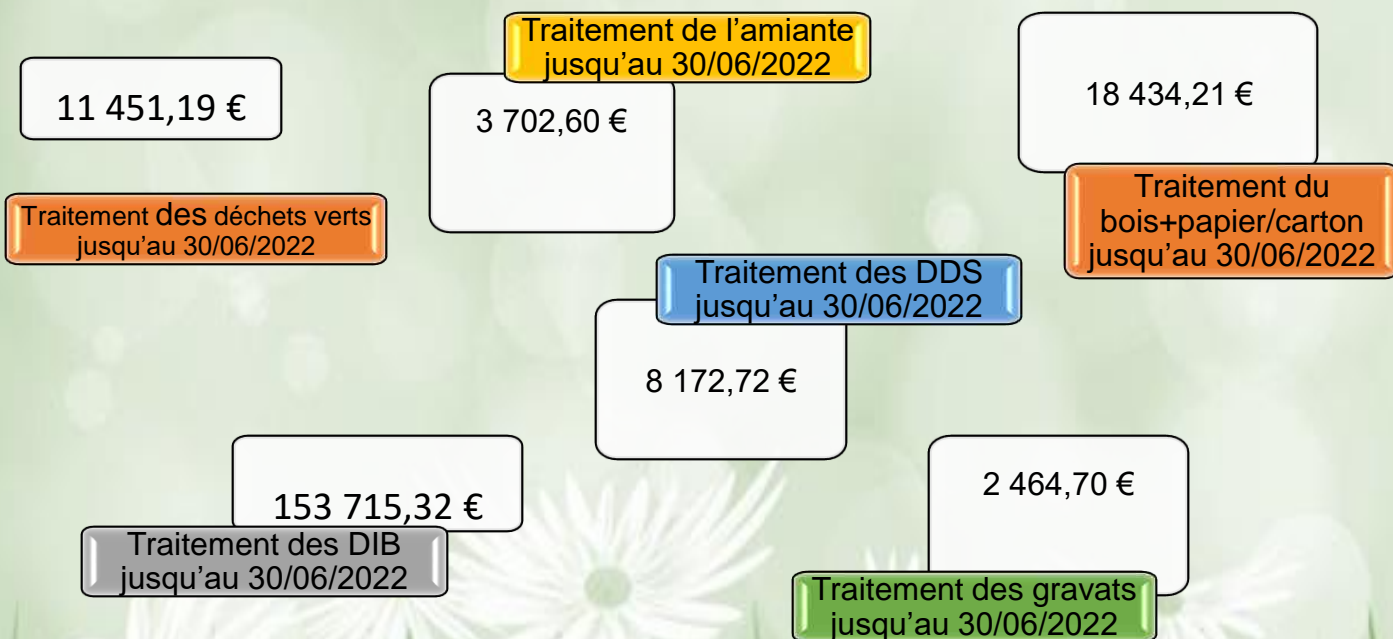 11 451,19 €
Traitement des déchets verts
jusqu’au 30/06/2022
Traitement de l’amiante
jusqu’au 30/06/2022
3 702,60 €
18 434,21 €
Traitement du
bois+papier/carton
jusqu’au 30/06/2022
Traitement des DDS
jusqu’au 30/06/2022
8 172,72 €
153 715,32 €
Traitement des DIB
jusqu’au 30/06/2022
2 464,70 €
Traitement des gravats
jusqu’au 30/06/2022